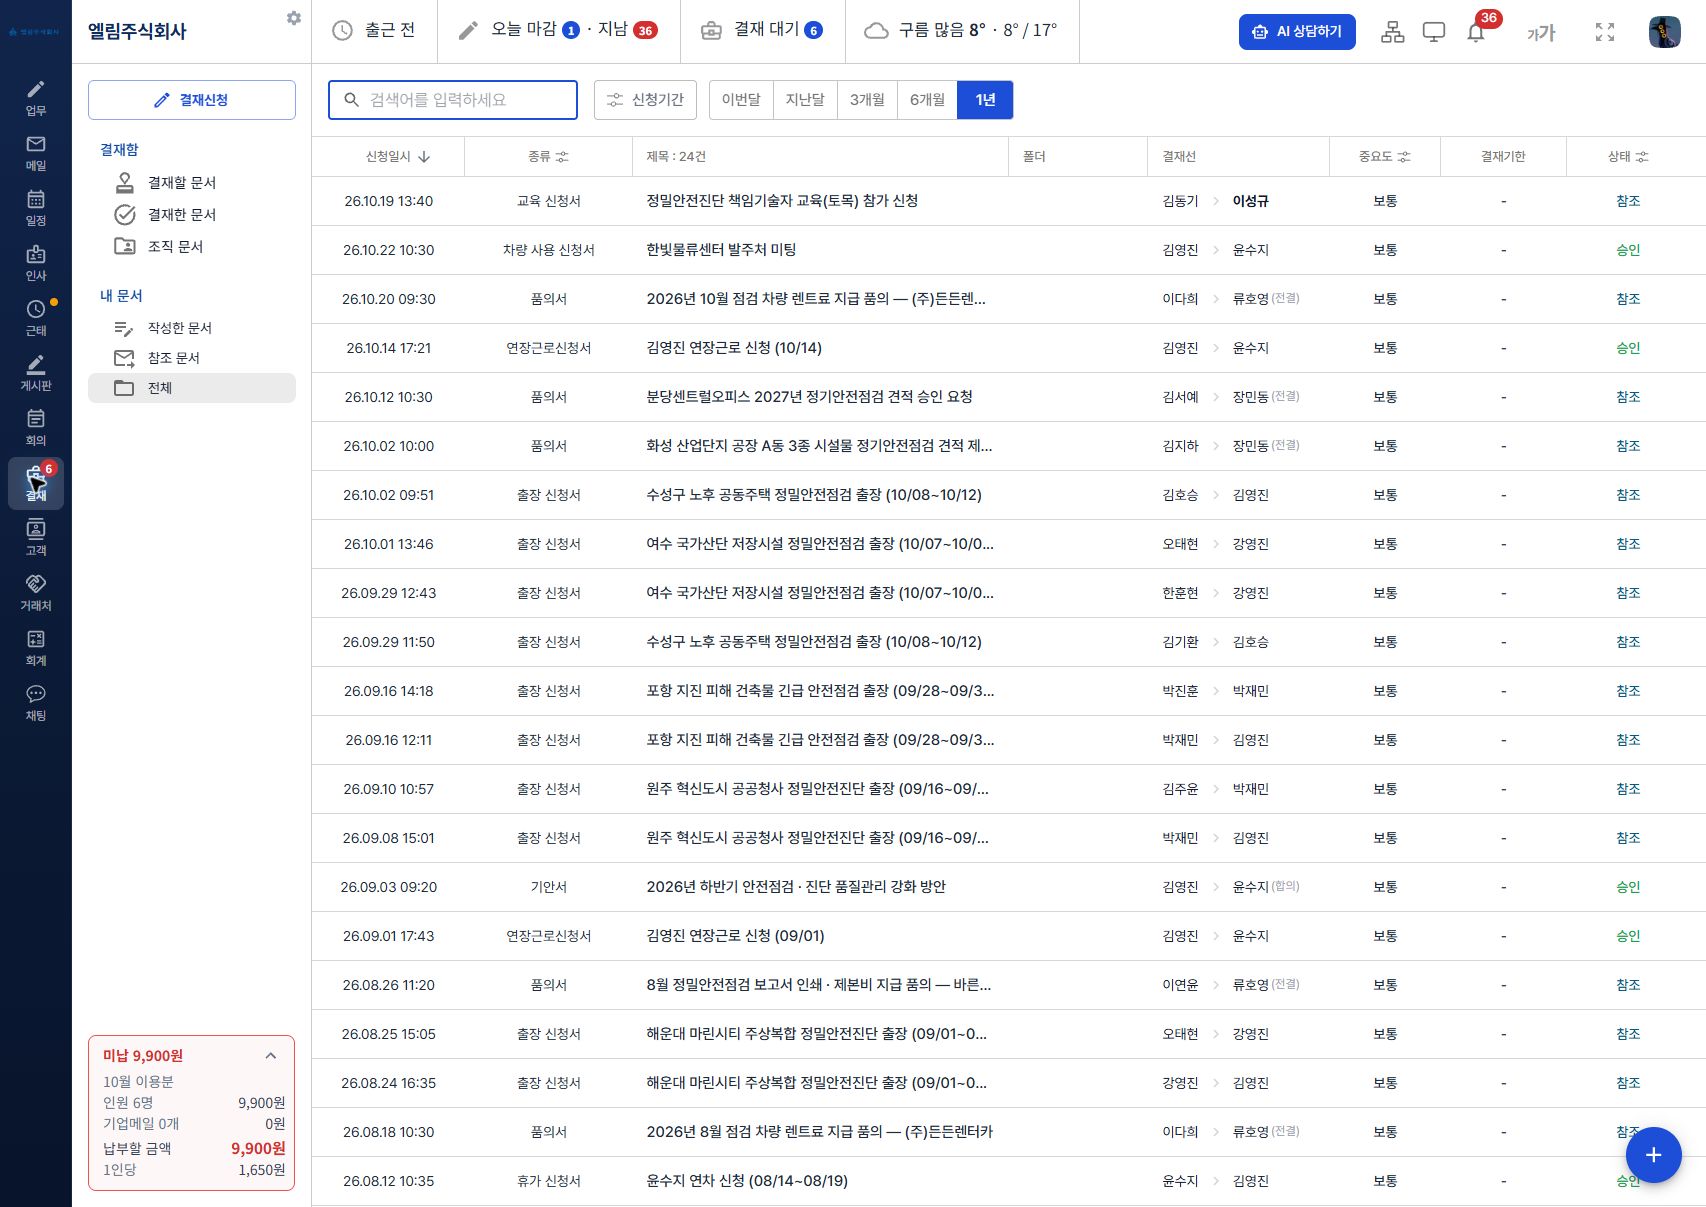 엘림주식회사
엘림주식회사
출근 전
오늘 마감 1 · 지남 36
결재 대기 6
구름 많음 8° · 8° / 17°
AI 상담하기
36
가가
업무
메일
일정
인사
근태
게시판
회의
6
결재
고객
거래처
회계
채팅
결재신청
결재함
결재할 문서
결재한 문서
조직 문서
내 문서
작성한 문서
참조 문서
전체
미납 9,900원
10월 이용분
인원 6명 9,900원
기업메일 0개 0원
납부할 금액 9,900원
1인당 1,650원
검색어를 입력하세요
신청기간
이번달 지난달 3개월 6개월 1년
신청일시 종류 제목 : 24건 폴더 결재선 중요도 결재기한 상태
26.10.19 13:40 교육 신청서 정밀안전진단 책임기술자 교육(토목) 참가 신청 김동기 이성규 보통 - 참조
26.10.22 10:30 차량 사용 신청서 한빛물류센터 발주처 미팅 김영진 윤수지 보통 - 승인
26.10.20 09:30 품의서 2026년 10월 점검 차량 렌트료 지급 품의 — (주)든든렌... 이다희 류호영 (전결) 보통 - 참조
26.10.14 17:21 연장근로신청서 김영진 연장근로 신청 (10/14) 김영진 윤수지 보통 - 승인
26.10.12 10:30 품의서 분당센트럴오피스 2027년 정기안전점검 견적 승인 요청 김서예 장민동 (전결) 보통 - 참조
26.10.02 10:00 품의서 화성 산업단지 공장 A동 3종 시설물 정기안전점검 견적 제... 김지하 장민동 (전결) 보통 - 참조
26.10.02 09:51 출장 신청서 수성구 노후 공동주택 정밀안전점검 출장 (10/08~10/12) 김호승 김영진 보통 - 참조
26.10.01 13:46 출장 신청서 여수 국가산단 저장시설 정밀안전점검 출장 (10/07~10/0... 오태현 강영진 보통 - 참조
26.09.29 12:43 출장 신청서 여수 국가산단 저장시설 정밀안전점검 출장 (10/07~10/0... 한훈현 강영진 보통 - 참조
26.09.29 11:50 출장 신청서 수성구 노후 공동주택 정밀안전점검 출장 (10/08~10/12) 김기환 김호승 보통 - 참조
26.09.16 14:18 출장 신청서 포항 지진 피해 건축물 긴급 안전점검 출장 (09/28~09/3... 박진훈 박재민 보통 - 참조
26.09.16 12:11 출장 신청서 포항 지진 피해 건축물 긴급 안전점검 출장 (09/28~09/3... 박재민 김영진 보통 - 참조
26.09.10 10:57 출장 신청서 원주 혁신도시 공공청사 정밀안전진단 출장 (09/16~09/... 김주윤 박재민 보통 - 참조
26.09.08 15:01 출장 신청서 원주 혁신도시 공공청사 정밀안전진단 출장 (09/16~09/... 박재민 김영진 보통 - 참조
26.09.03 09:20 기안서 2026년 하반기 안전점검 · 진단 품질관리 강화 방안 김영진 윤수지 (합의) 보통 - 승인
26.09.01 17:43 연장근로신청서 김영진 연장근로 신청 (09/01) 김영진 윤수지 보통 - 승인
26.08.26 11:20 품의서 8월 정밀안전점검 보고서 인쇄 · 제본비 지급 품의 — 바른... 이연윤 류호영 (전결) 보통 - 참조
26.08.25 15:05 출장 신청서 해운대 마린시티 주상복합 정밀안전진단 출장 (09/01~0... 오태현 강영진 보통 - 참조
26.08.24 16:35 출장 신청서 해운대 마린시티 주상복합 정밀안전진단 출장 (09/01~0... 강영진 김영진 보통 - 참조
26.08.18 10:30 품의서 2026년 8월 점검 차량 렌트료 지급 품의 — (주)든든렌터카 이다희 류호영 (전결) 보통 - 참조
26.08.12 10:35 휴가 신청서 윤수지 연차 신청 (08/14~08/19) 윤수지 김영진 보통 - 승인